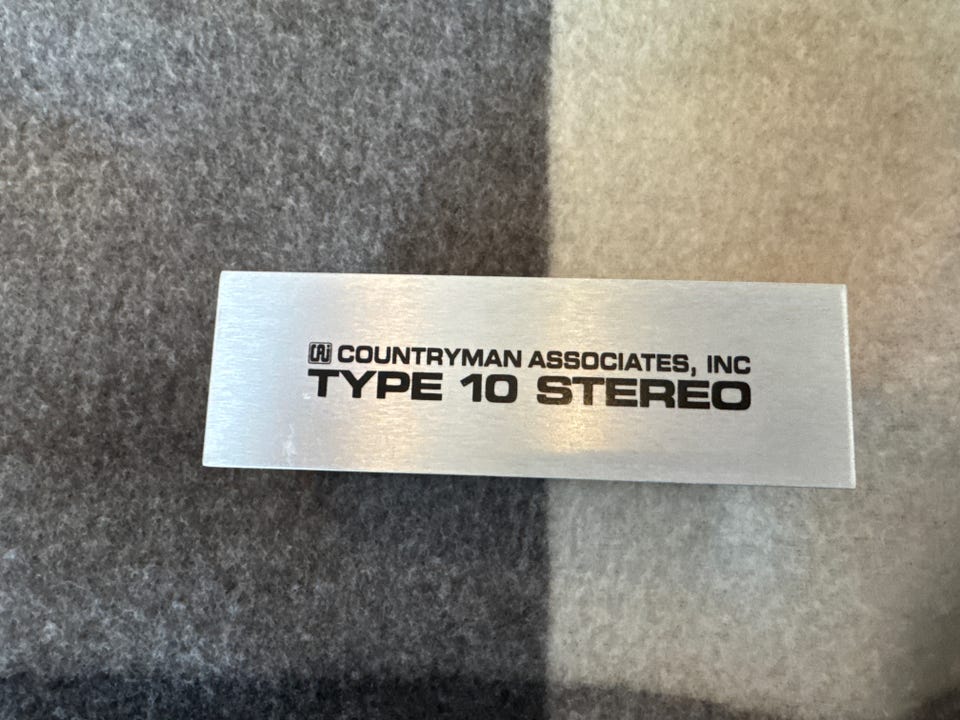 CAi COUNTRYMAN ASSOCIATES, INC
TYPE 10 STEREO